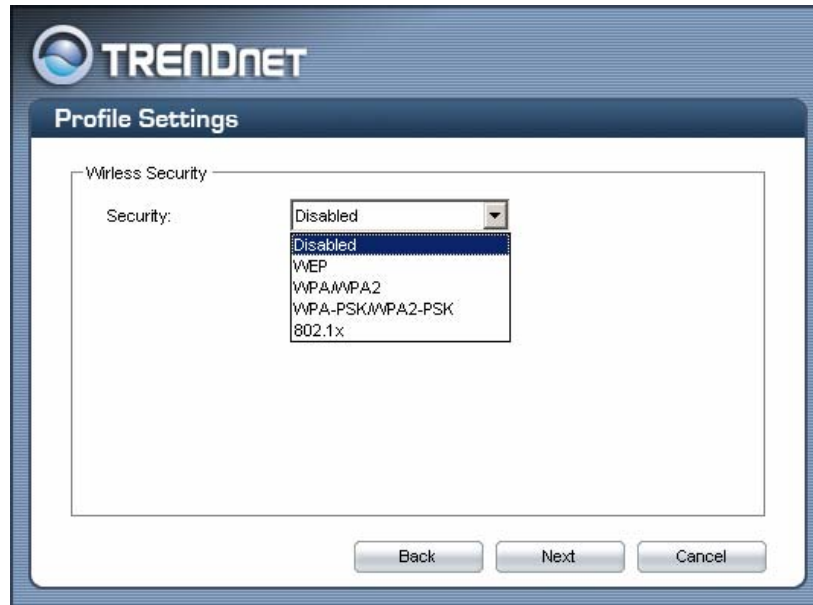 TRENDnet
Profile Settings
Wirless Security
Security:
Disabled
Disabled
WEP
WPA/WPA2
WPA-PSK/WPA2-PSK
802.1x
Back
Next
Cancel